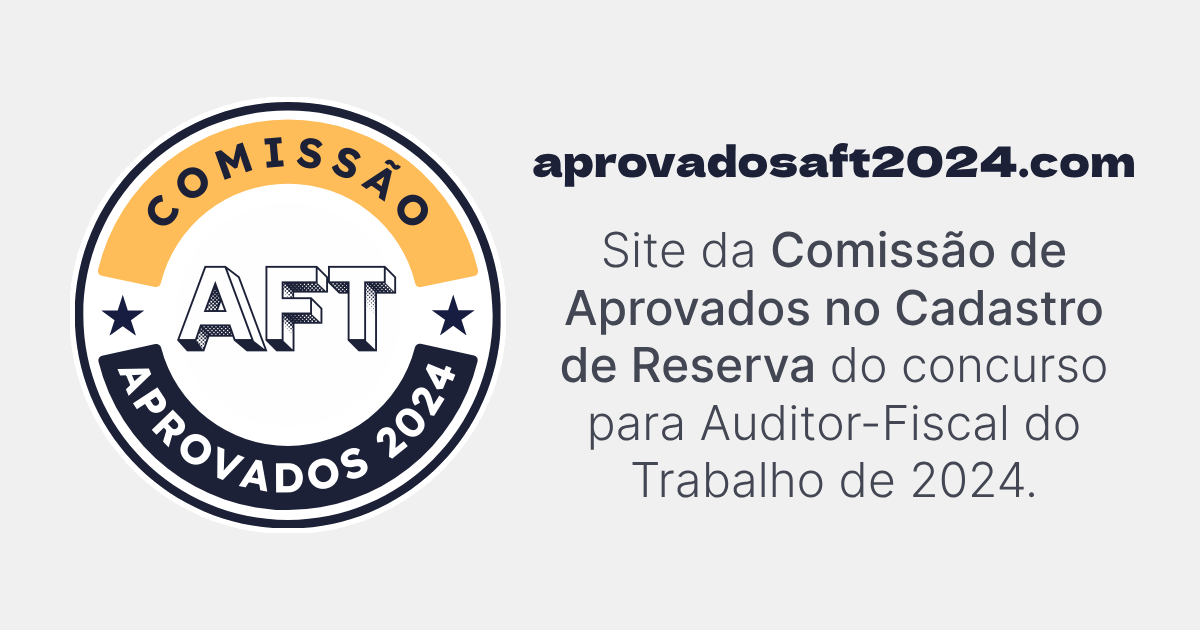 COMISSÃO
AFT
APROVADOS 2024
aprovadosaft2024.com
Site da Comissão de
Aprovados no Cadastro
de Reserva do concurso
para Auditor-Fiscal do
Trabalho de 2024.